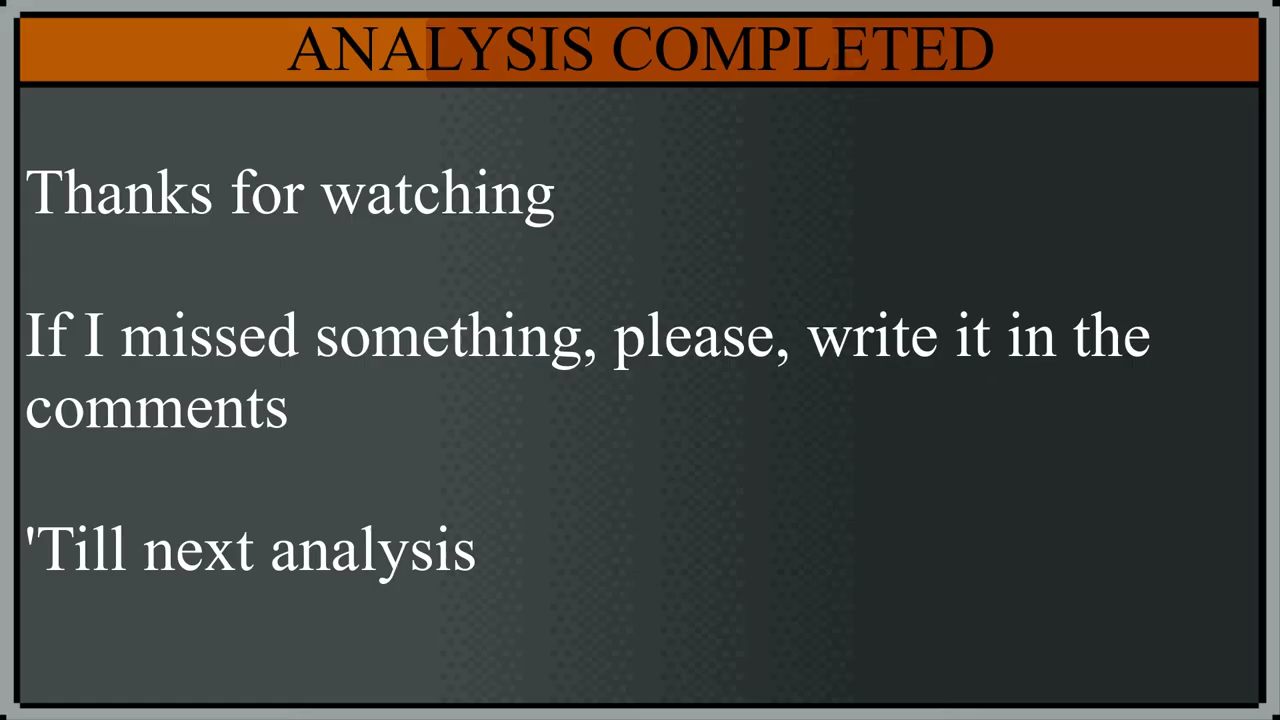 ANALYSIS COMPLETED
Thanks for watching
If I missed something, please, write it in the
comments
'Till next analysis